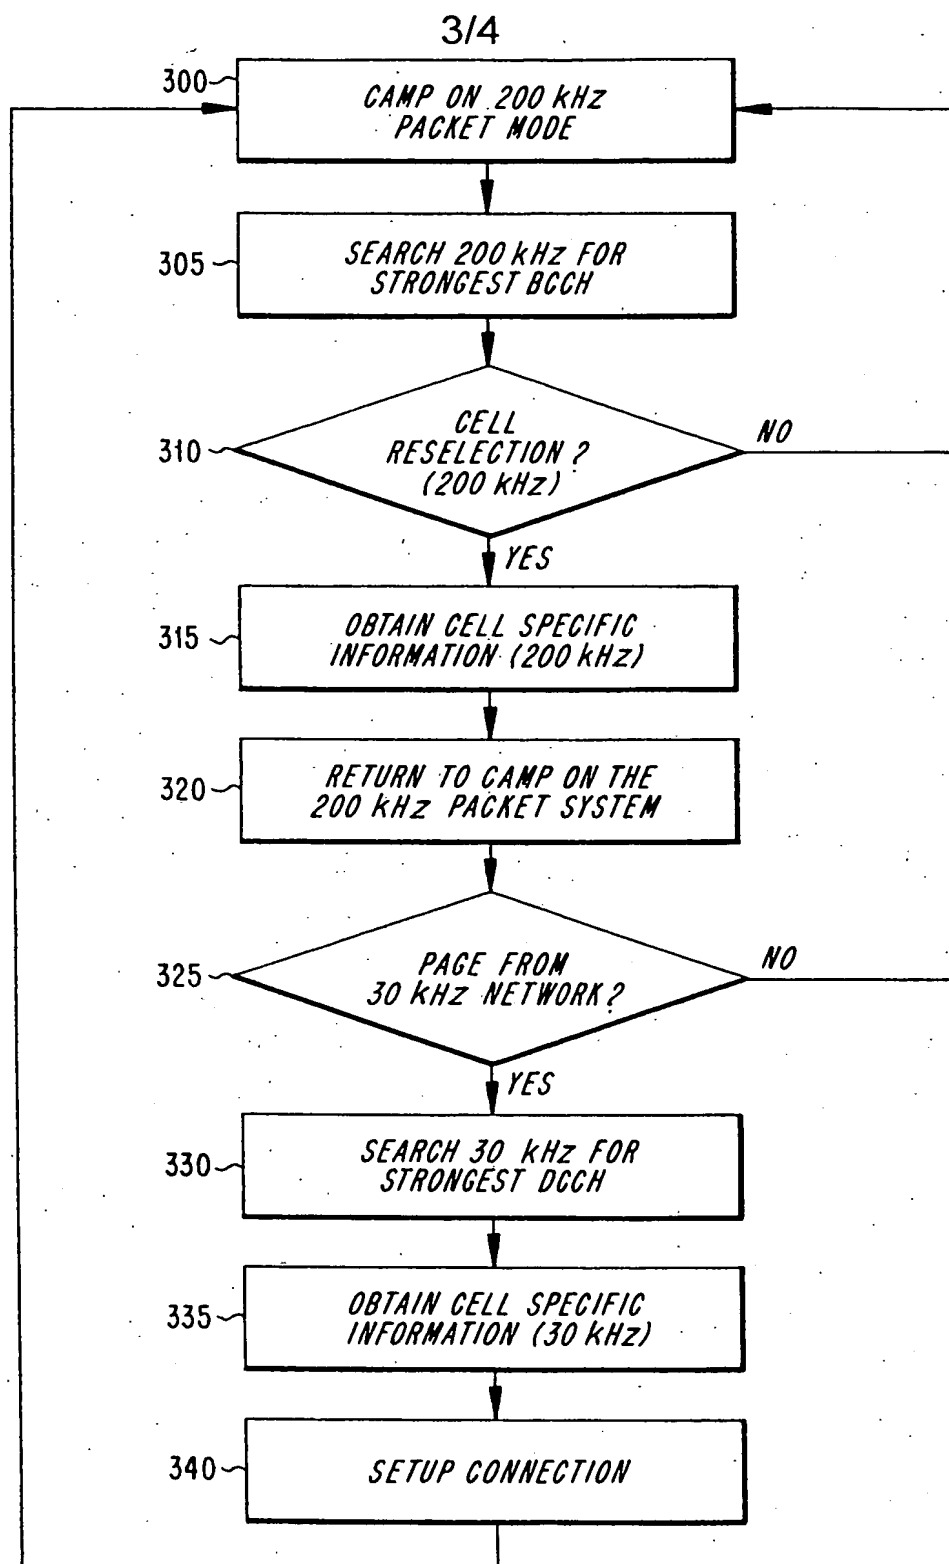 3/4
300
CAMP ON 200 kHz
PACKET MODE
305
SEARCH 200 kHz FOR
STRONGEST BCCH
310
CELL
RESELECTION?
(200 kHz)
NO
YES
315
OBTAIN CELL SPECIFIC
INFORMATION (200 kHz)
320
RETURN TO CAMP ON THE
200 kHz PACKET SYSTEM
325
PAGE FROM
30 kHz NETWORK?
NO
YES
330
SEARCH 30 kHz FOR
STRONGEST DCCH
335
OBTAIN CELL SPECIFIC
INFORMATION (30 kHz)
340
SETUP CONNECTION